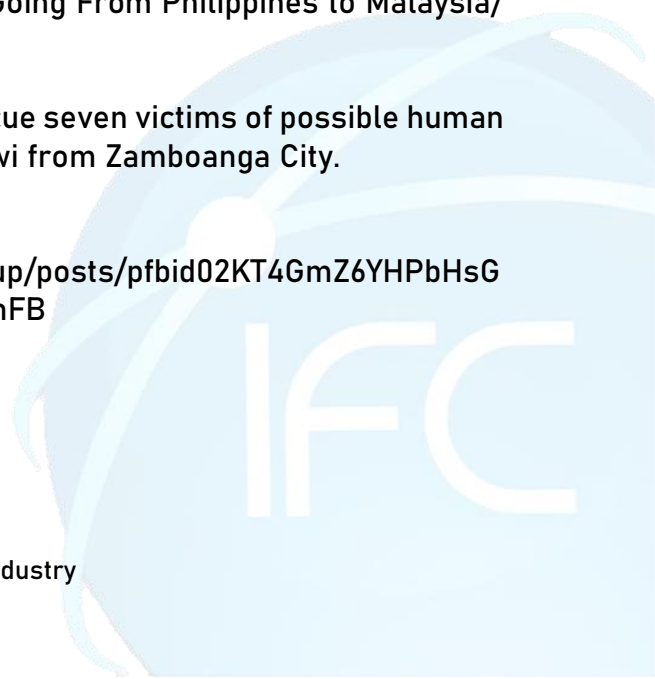 Going From Philippines to Malaysia/
cue seven victims of possible human
wi from Zamboanga City.
up/posts/pfbid02KT4GmZ6YHPbHsG
nFB
IFC
dustry